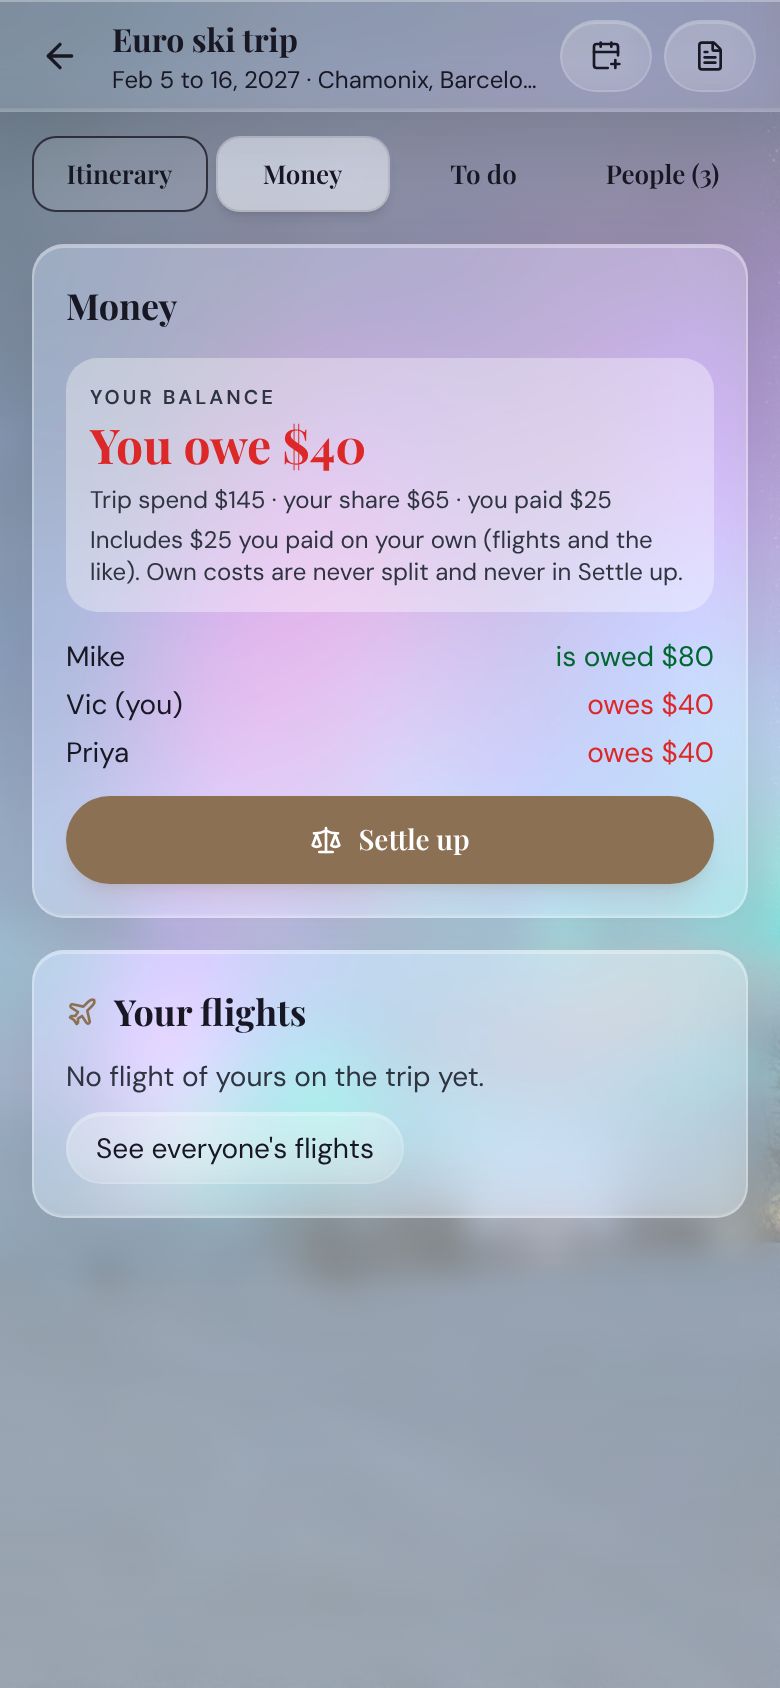 Euro ski trip
Feb 5 to 16, 2027 · Chamonix, Barcelo...
Itinerary
Money
To do
People (3)
Money
YOUR BALANCE
You owe $40
Trip spend $145 · your share $65 · you paid $25
Includes $25 you paid on your own (flights and the
like). Own costs are never split and never in Settle up.
Mike
is owed $80
Vic (you)
owes $40
Priya
owes $40
Settle up
Your flights
No flight of yours on the trip yet.
See everyone's flights